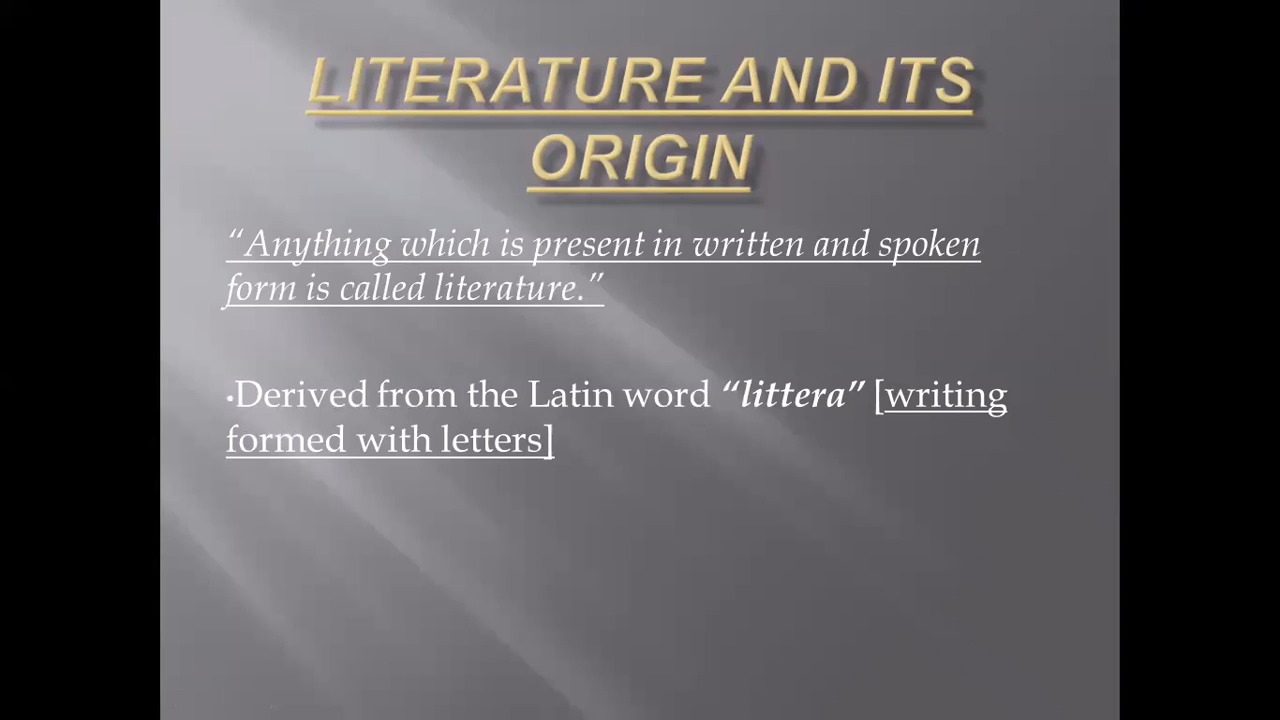 LITERATURE AND ITS
ORIGIN
“Anything which is present in written and spoken
form is called literature.”
•Derived from the Latin word “littera” [writing
formed with letters]